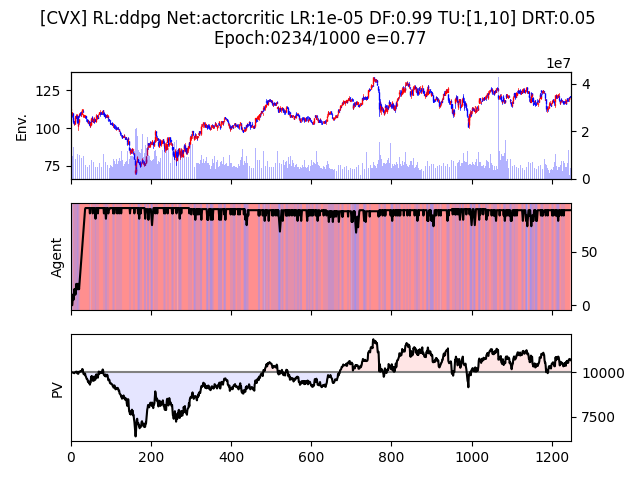 [CVX] RL:ddpg Net:actorcritic LR:1e-05 DF:0.99 TU:[1,10] DRT:0.05
Epoch:0234/1000 e=0.77
1e7
Env.
125
100
75
4
2
0
Agent
50
0
PV
10000
7500
0 200 400 600 800 1000 1200